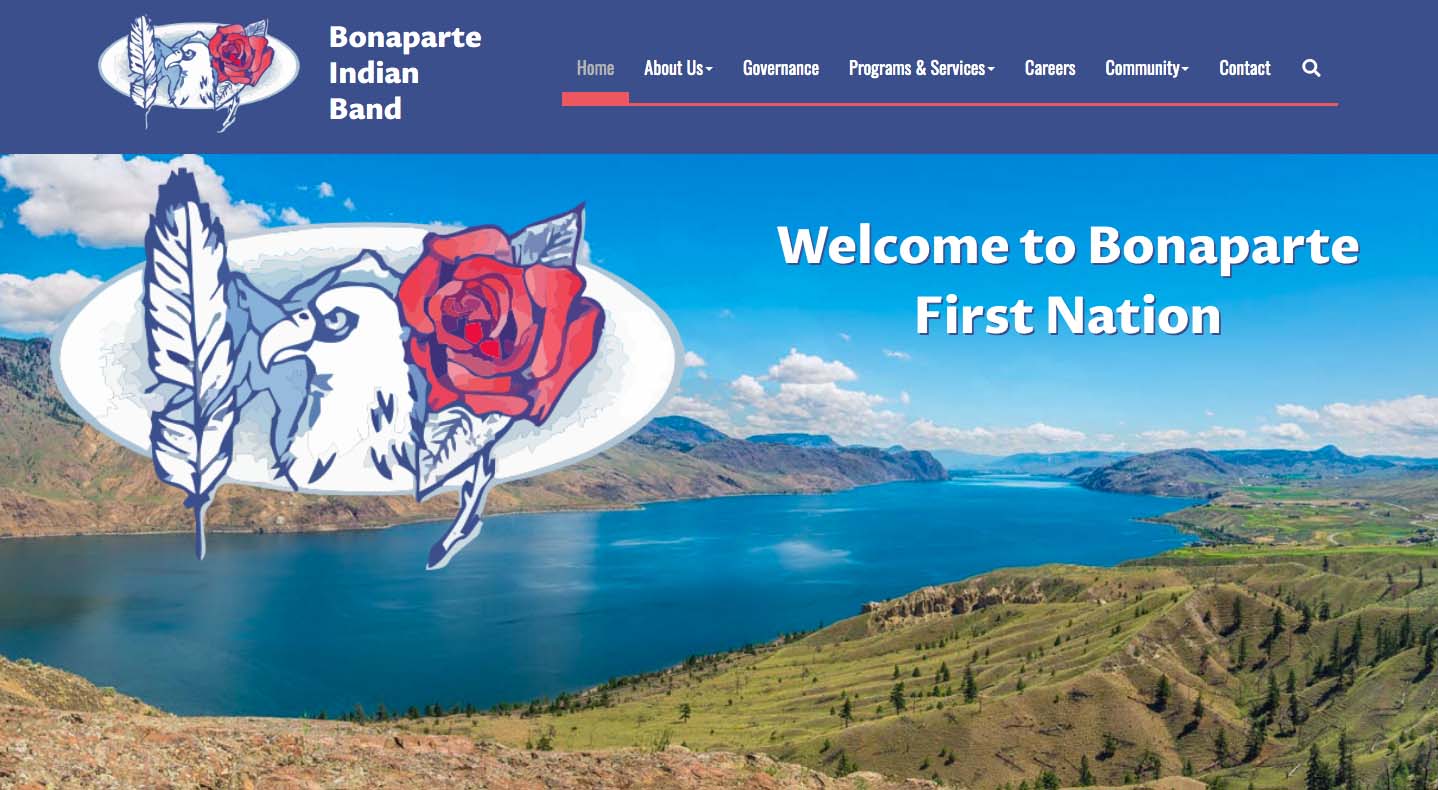 Bonaparte
Indian
Band
Home About Us Governance Programs & Services Careers Community Contact
Welcome to Bonaparte
First Nation